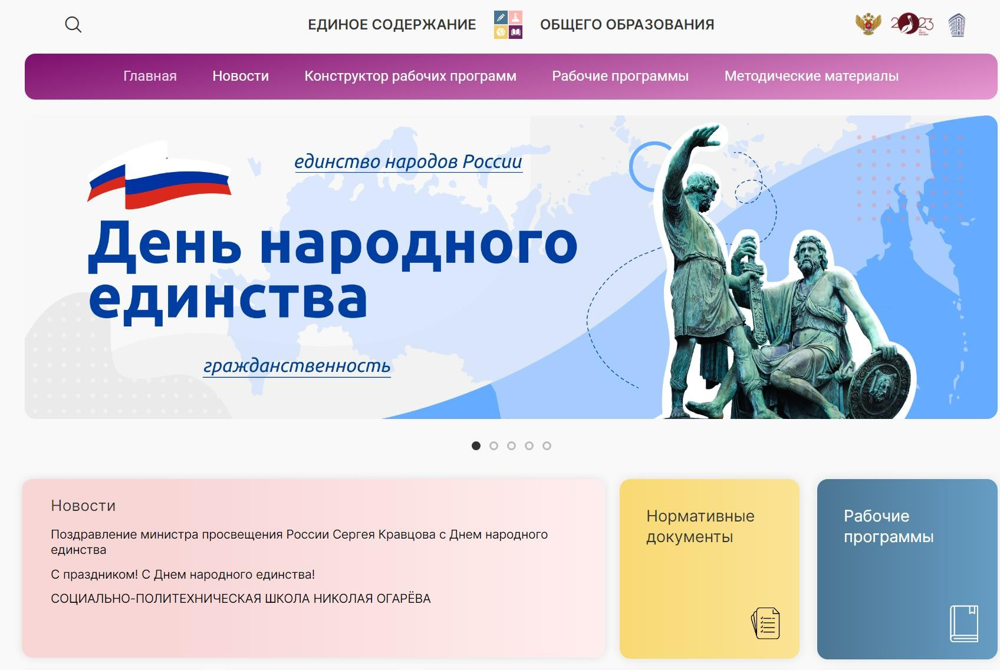 ЕДИНОЕ СОДЕРЖАНИЕ ОБЩЕГО ОБРАЗОВАНИЯ
2023
Главная Новости Конструктор рабочих программ Рабочие программы Методические материалы
единство народов России
День народного
единства
гражданственность
Новости
Поздравление министра просвещения России Сергея Кравцова с Днем народного
единства
С праздником! С Днем народного единства!
СОЦИАЛЬНО-ПОЛИТЕХНИЧЕСКАЯ ШКОЛА НИКОЛАЯ ОГАРЁВА
Нормативные
документы
Рабочие
программы